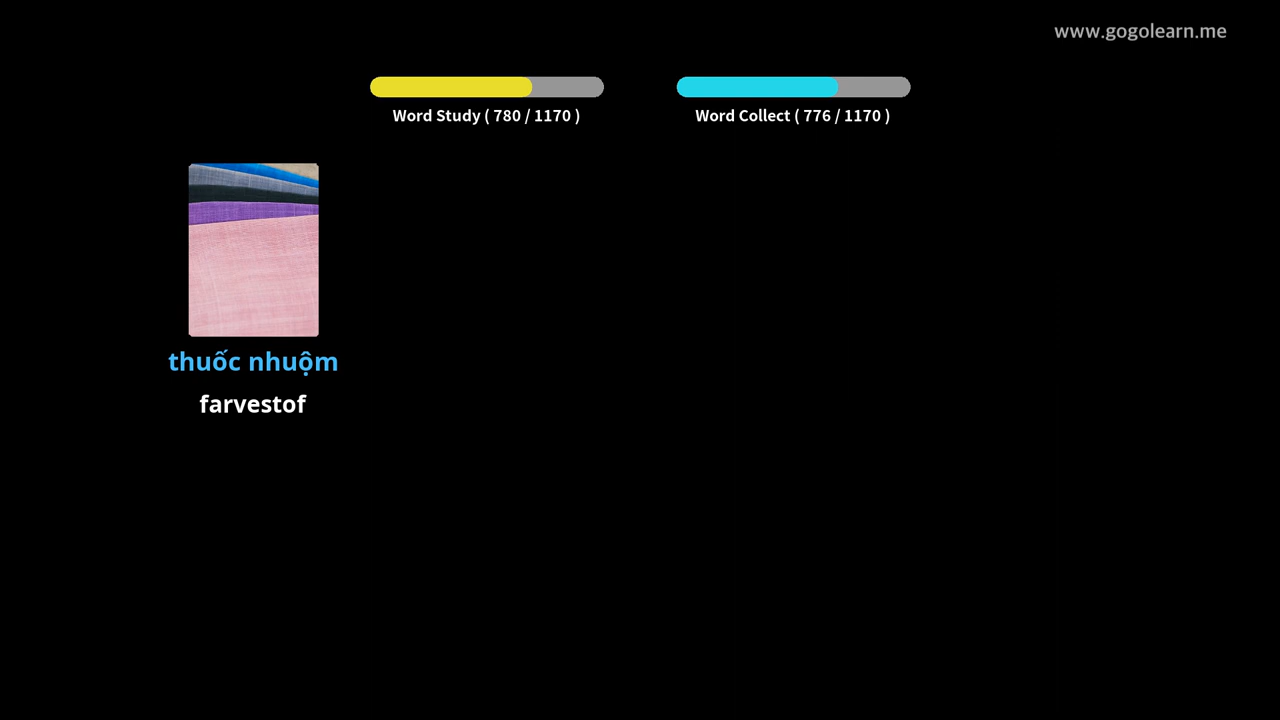 www.gogolearn.me
Word Study ( 780 / 1170 )
Word Collect ( 776 / 1170 )
thuốc nhuộm
farvestof